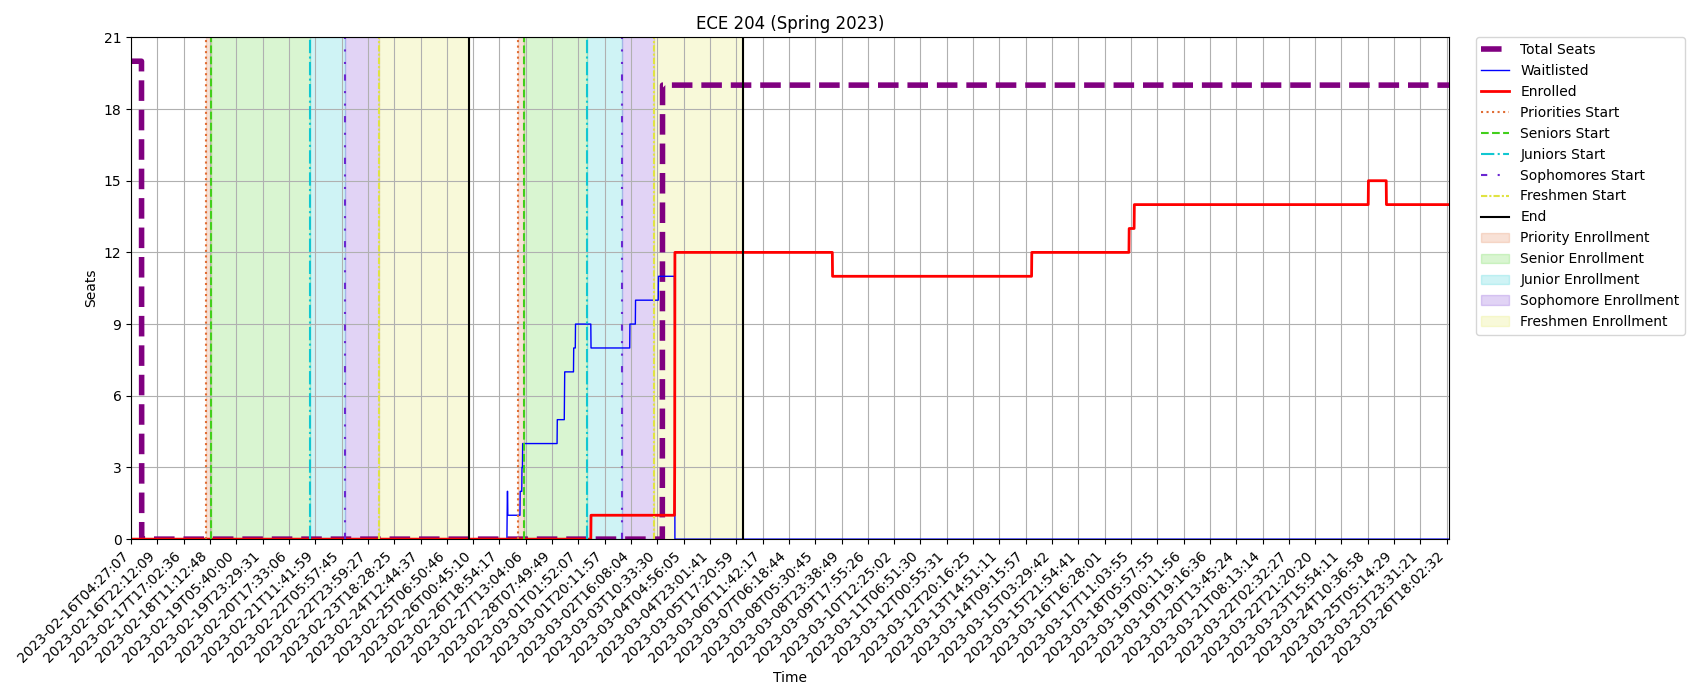 ECE 204 (Spring 2023)
21
18
15
12
9
6
3
0
Seats
2023-02-16T04:27:07
2023-02-16T22:12:09
2023-02-17T17:02:36
2023-02-18T11:12:48
2023-02-19T05:40:00
2023-02-19T23:29:31
2023-02-20T17:33:06
2023-02-21T11:41:59
2023-02-22T05:57:45
2023-02-22T23:59:27
2023-02-23T18:28:25
2023-02-24T12:44:37
2023-02-25T06:50:46
2023-02-26T00:45:10
2023-02-26T18:54:17
2023-02-27T13:04:06
2023-02-28T07:49:49
2023-03-01T01:52:07
2023-03-01T20:11:57
2023-03-02T16:08:04
2023-03-03T10:33:30
2023-03-04T04:56:05
2023-03-04T23:01:41
2023-03-05T17:20:59
2023-03-06T11:42:17
2023-03-07T06:18:44
2023-03-08T05:30:45
2023-03-08T23:38:49
2023-03-09T17:55:26
2023-03-10T12:25:02
2023-03-11T06:51:30
2023-03-12T00:55:31
2023-03-12T20:16:25
2023-03-13T14:51:11
2023-03-14T09:15:57
2023-03-15T03:29:42
2023-03-15T21:54:41
2023-03-16T16:28:01
2023-03-17T11:03:55
2023-03-18T05:57:55
2023-03-19T00:11:56
2023-03-19T19:16:36
2023-03-20T13:45:24
2023-03-21T08:13:14
2023-03-22T02:32:27
2023-03-22T21:20:20
2023-03-23T15:54:11
2023-03-24T10:36:58
2023-03-25T05:14:29
2023-03-25T23:31:21
2023-03-26T18:02:32
Time
Total Seats
Waitlisted
Enrolled
Priorities Start
Seniors Start
Juniors Start
Sophomores Start
Freshmen Start
End
Priority Enrollment
Senior Enrollment
Junior Enrollment
Sophomore Enrollment
Freshmen Enrollment